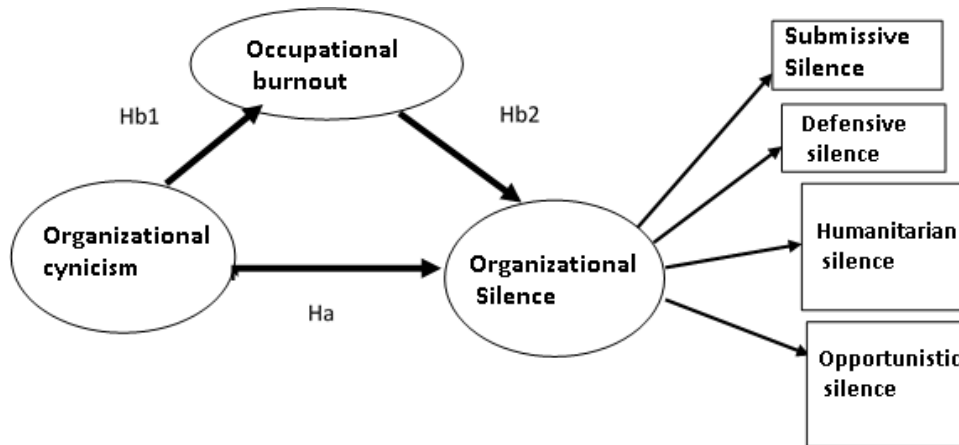 Occupational
burnout
Submissive
Silence
Hb1
Hb2
Defensive
silence
Organizational
cynicism
Ha
Organizational
Silence
Humanitarian
silence
Opportunistic
silence